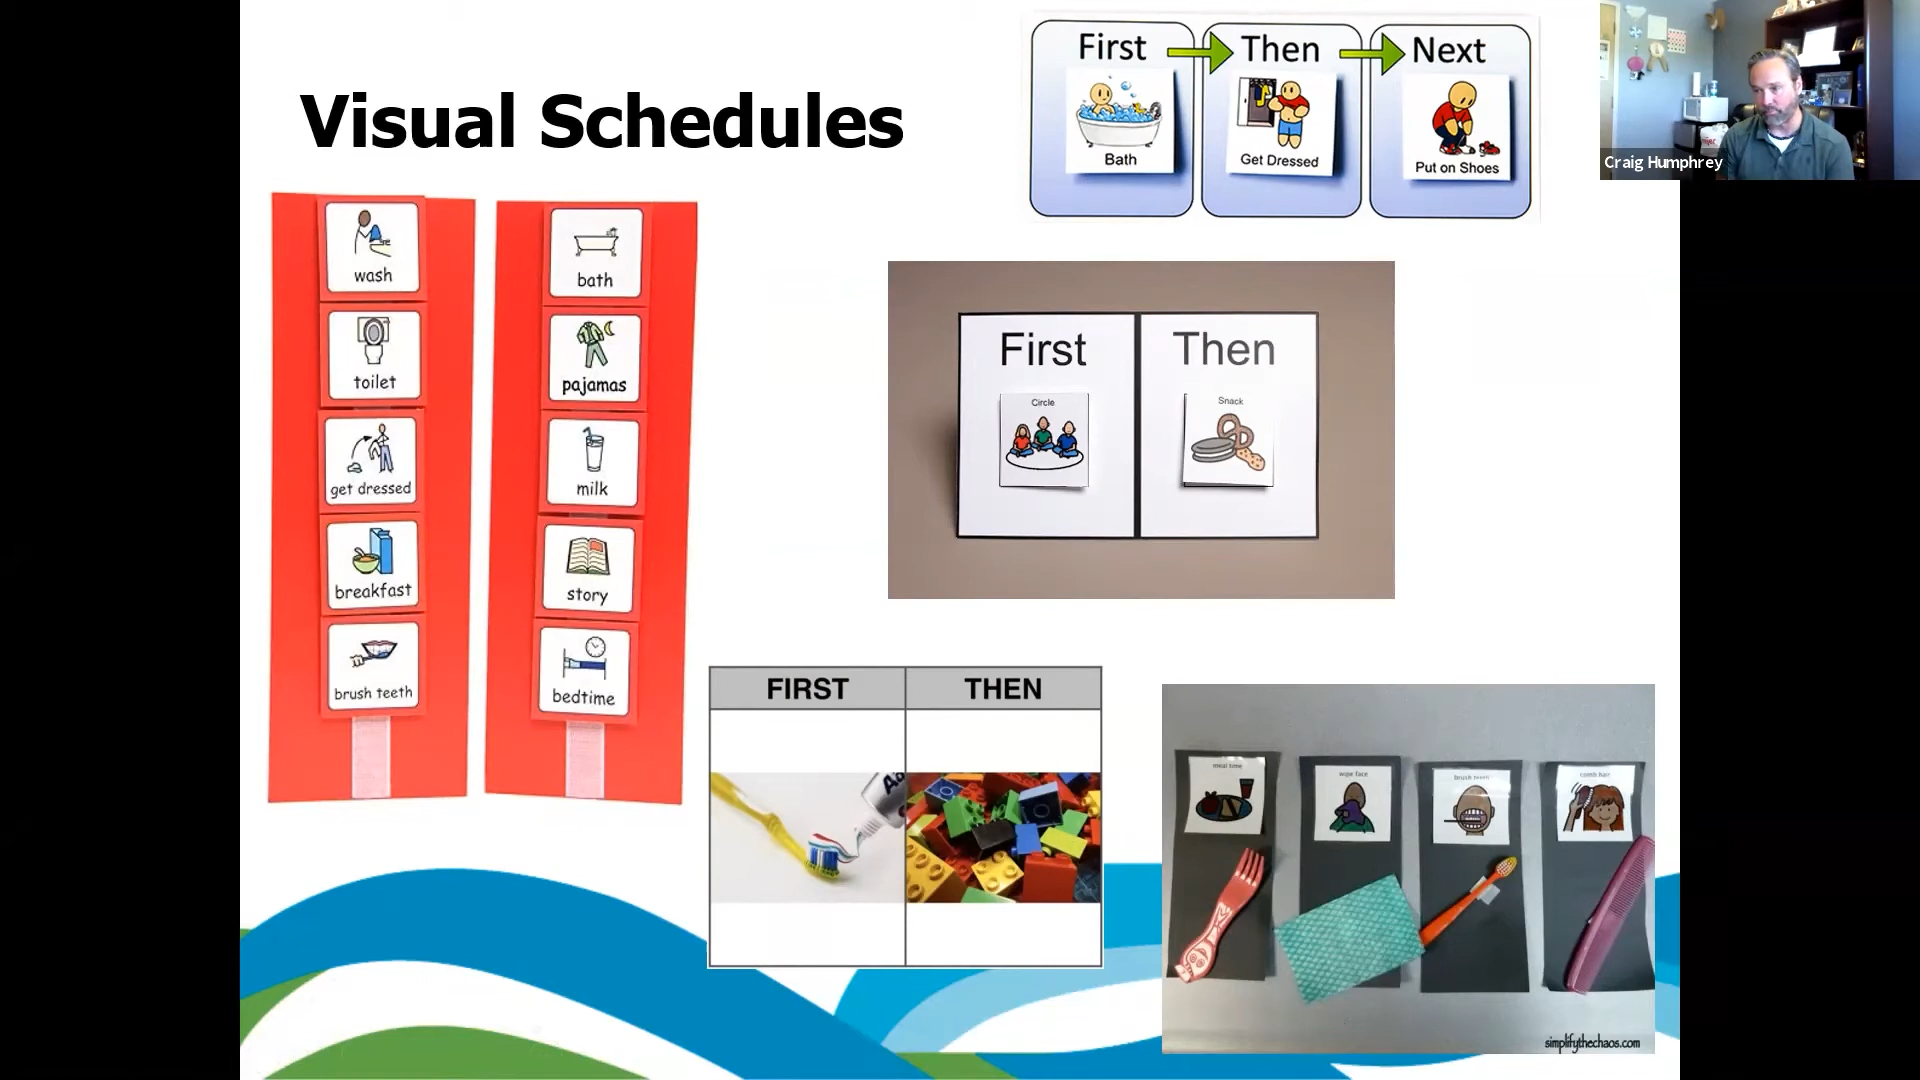 Visual Schedules
First Then Next
Bath
Get Dressed
Put on Shoes
Craig Humphrey
wash
toilet
get dressed
breakfast
brush teeth
bath
pajamas
milk
story
bedtime
First
Circle
Then
Snack
FIRST
THEN
meal time
wipe face
brush teeth
comb hair
simplifythechaos.com